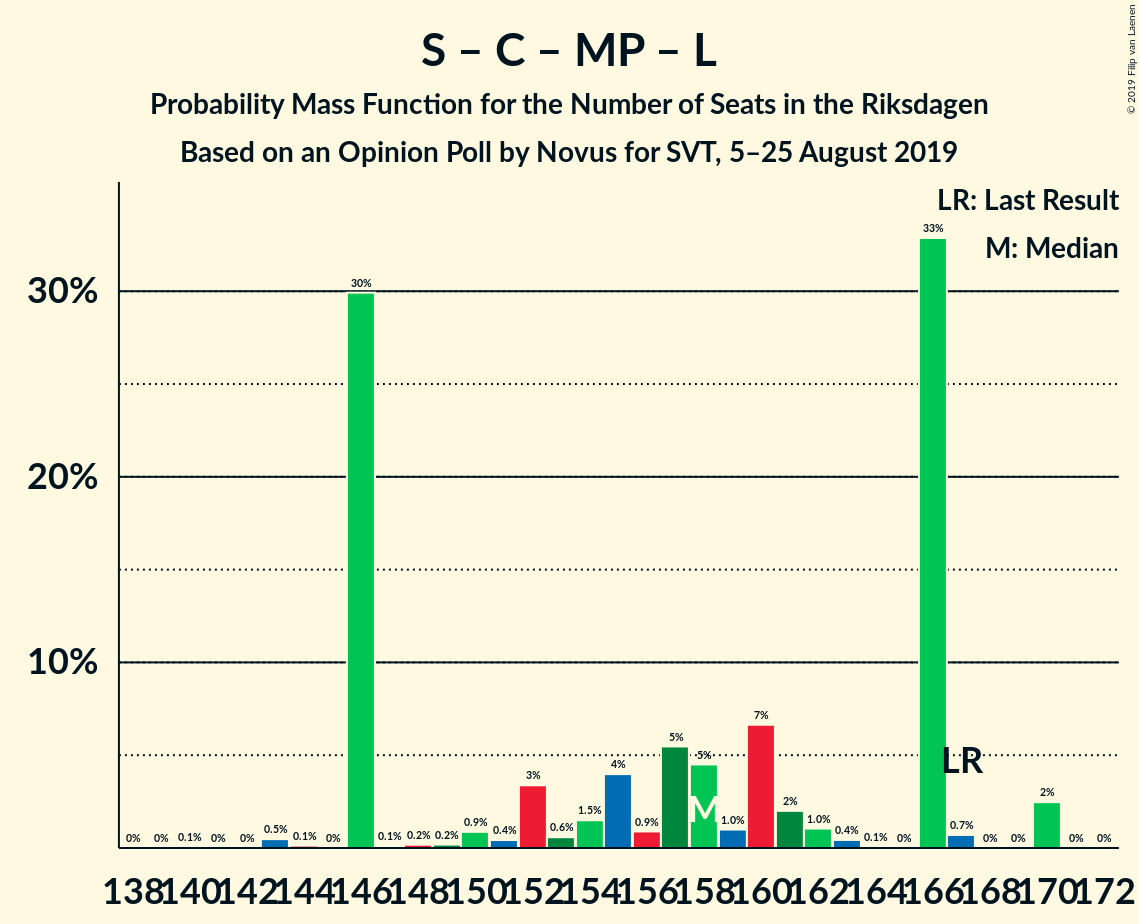 S – C – MP – L
Probability Mass Function for the Number of Seats in the Riksdagen
Based on an Opinion Poll by Novus for SVT, 5–25 August 2019
© 2019 Filip van Laenen
LR: Last Result
M: Median
30%
20%
10%
0% 0% 0.1% 0% 0% 0.5% 0.1% 0% 30% 0.1% 0.2% 0.2% 0.9% 0.4% 3% 0.6% 1.5% 4% 0.9% 5% 5% 1.0% 7% 2% 1.0% 0.4% 0.1% 0% 33% 0.7% 0% 0% 2% 0% 0%
M
LR
138 140 142 144 146 148 150 152 154 156 158 160 162 164 166 168 170 172